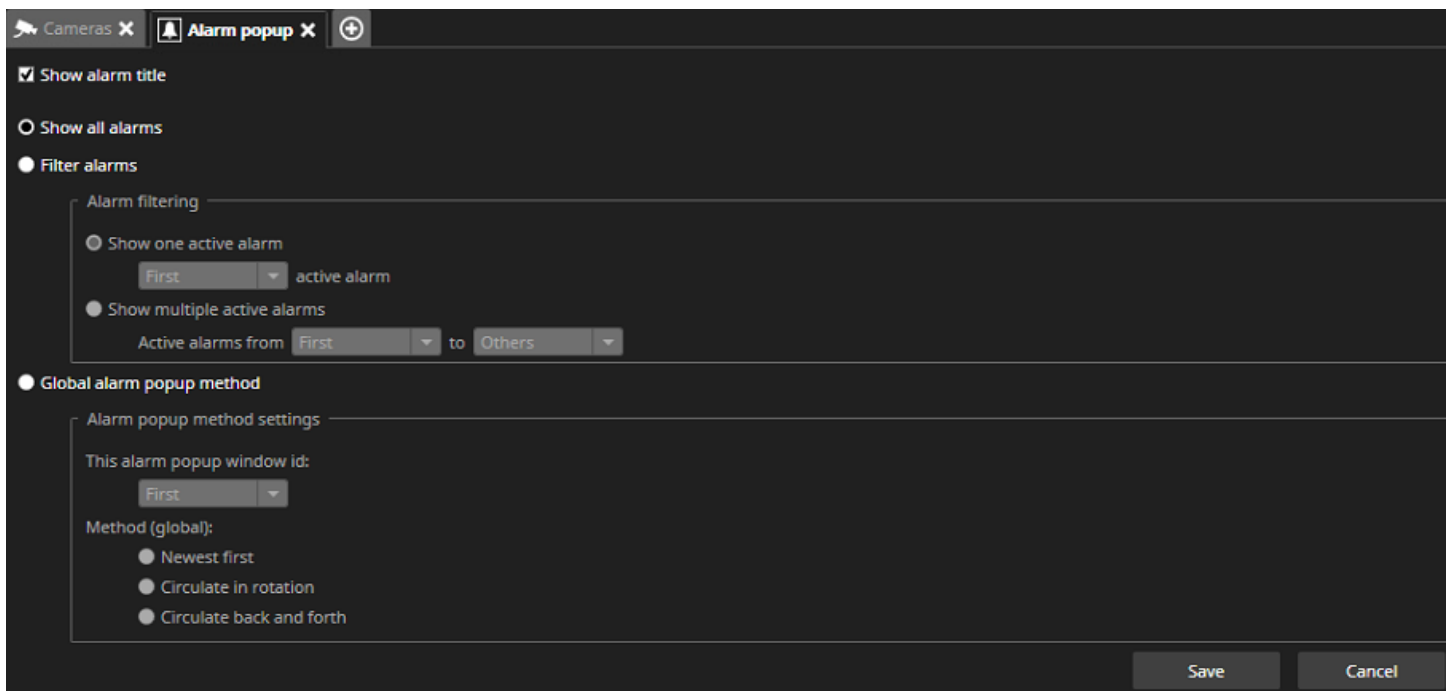 Cameras Alarm popup
Show alarm title
Show all alarms
Filter alarms
Alarm filtering
Show one active alarm
First active alarm
Show multiple active alarms
Active alarms from First to Others
Global alarm popup method
Alarm popup method settings
This alarm popup window id:
First
Method (global):
Newest first
Circulate in rotation
Circulate back and forth
Save Cancel